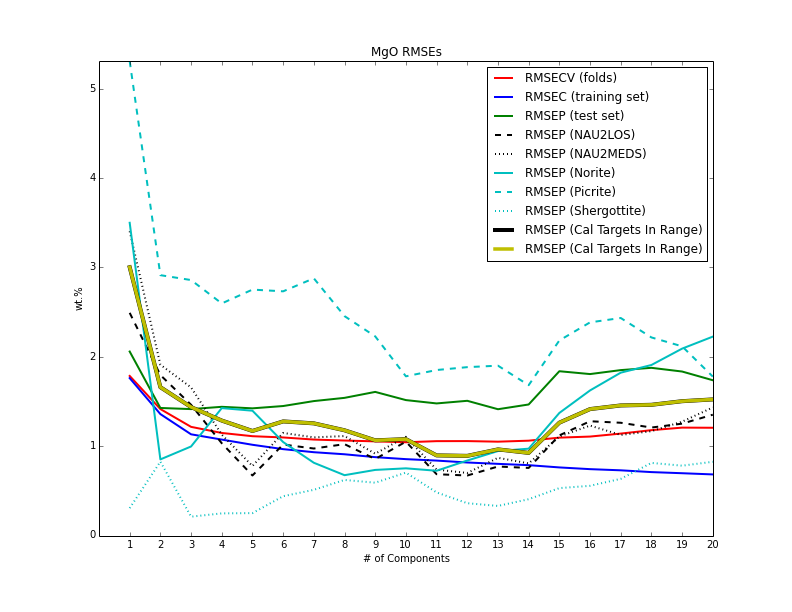 MgO RMSEs
RMSECV (folds)
RMSEC (training set)
RMSEP (test set)
RMSEP (NAU2LOS)
RMSEP (NAU2MEDS)
RMSEP (Norite)
RMSEP (Picrite)
RMSEP (Shergottite)
RMSEP (Cal Targets In Range)
RMSEP (Cal Targets In Range)
wt.%
5
4
3
2
1
0
1 2 3 4 5 6 7 8 9 10 11 12 13 14 15 16 17 18 19 20
# of Components